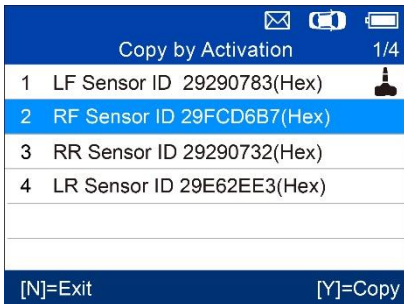 Copy by Activation 1/4
1 LF Sensor ID 29290783(Hex)
2 RF Sensor ID 29FCD6B7(Hex)
3 RR Sensor ID 29290732(Hex)
4 LR Sensor ID 29E62EE3(Hex)
[N]=Exit [Y]=Copy